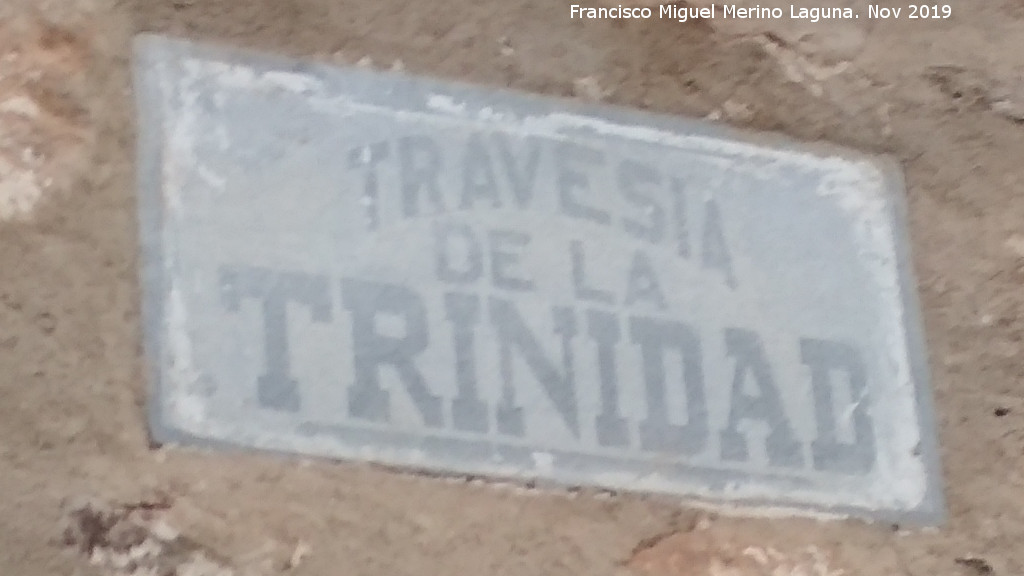 Francisco Miguel Merino Laguna. Nov 2019
TRAVESIA
DE LA
TRINIDAD